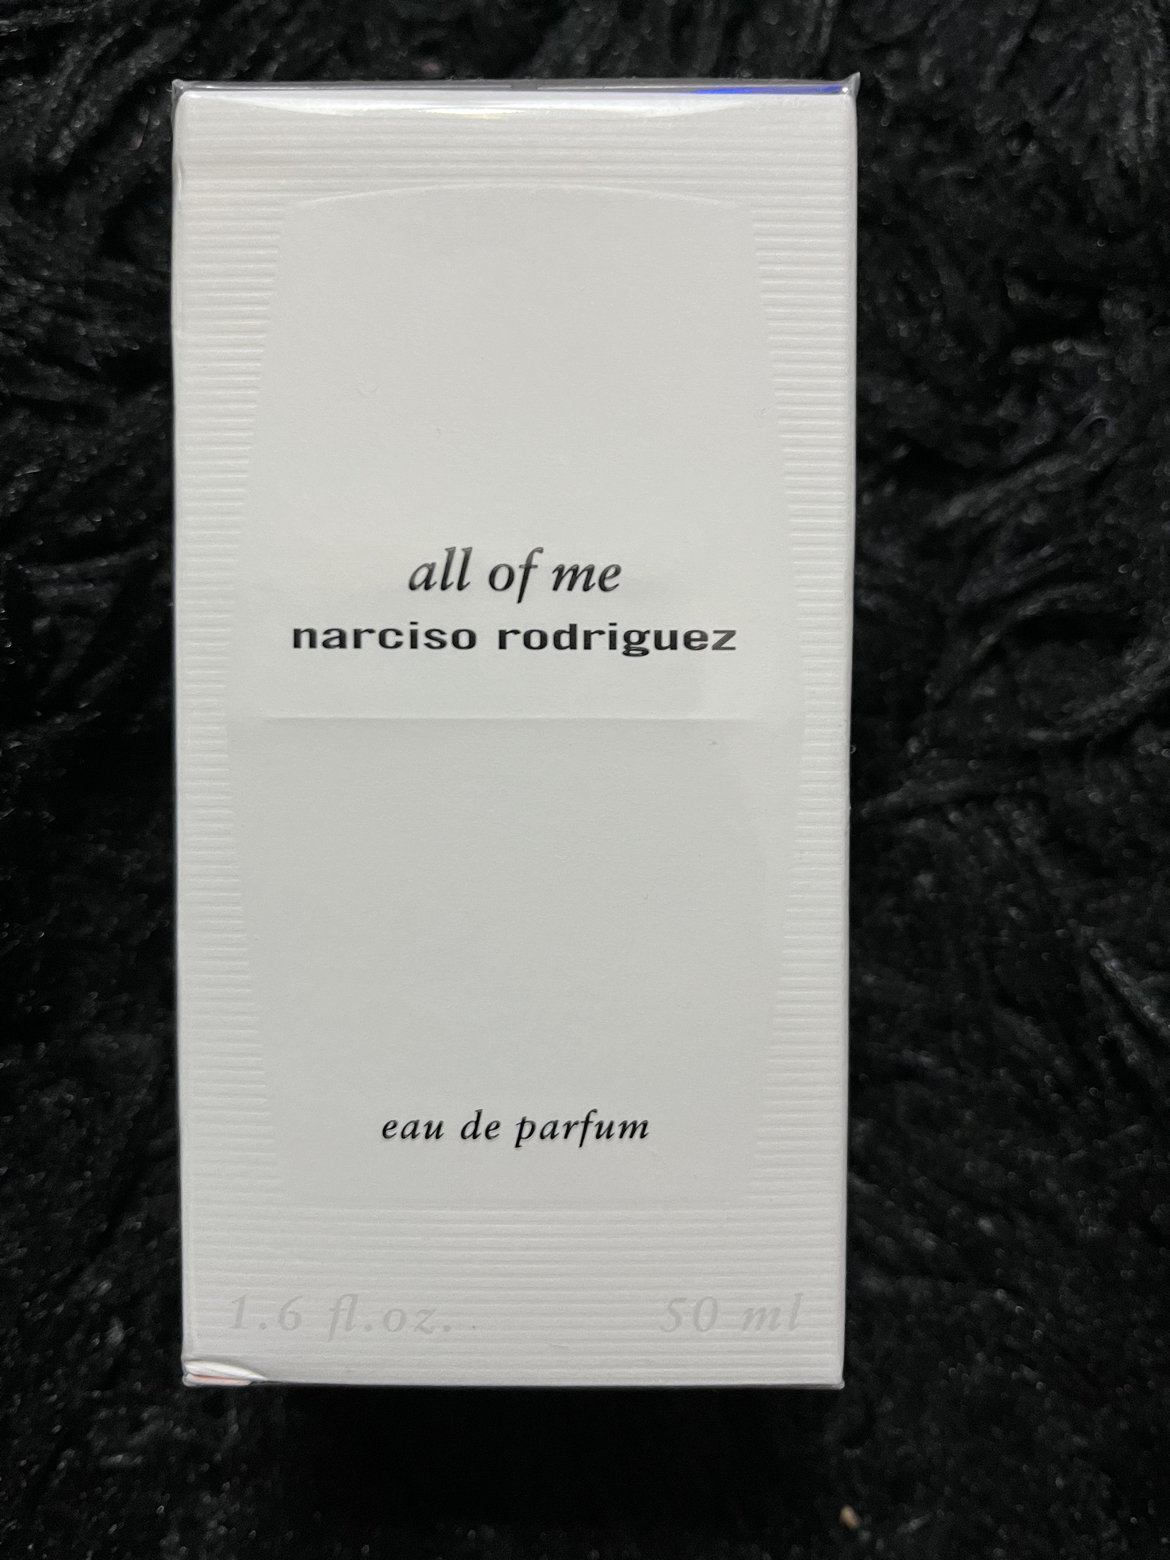 all of me
narciso rodriguez
eau de parfum
1.6 fl.oz. 50 ml